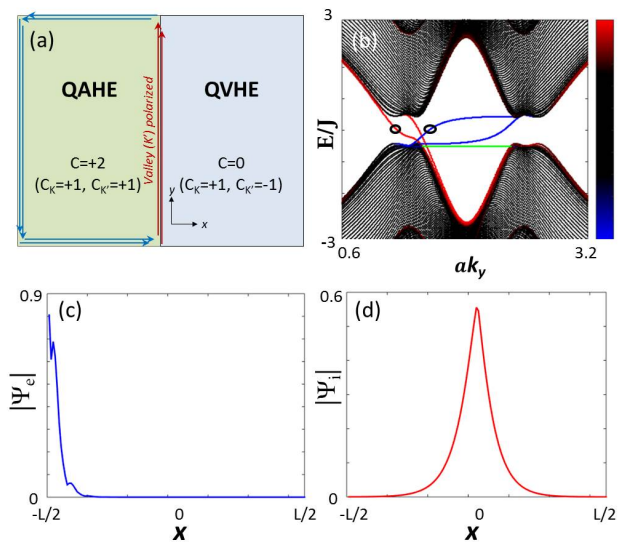 (a)
QAHE
QVHE
Valley (K') polarized
C=+2
(C_K=+1, C_K'=+1)
C=0
(C_K=+1, C_K'=-1)
y
x
(b)
3
E/J
-3
0.6
3.2
ak_y
(c)
0.9
|Ψ_e|
0
-L/2
0
L/2
x
(d)
0.6
|Ψ_i|
0
-L/2
0
L/2
x